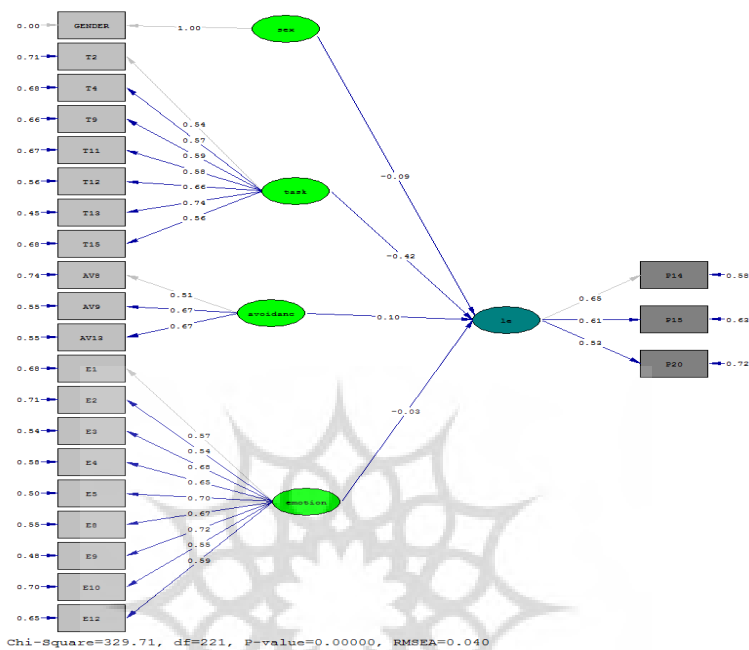 0.00 GENDER
0.71 T2
0.68 T4
0.66 T9
0.67 T11
0.56 T12
0.45 T13
0.68 T15
0.74 AV8
0.55 AV9
0.55 AV13
0.68 E1
0.71 E2
0.54 E3
0.58 E4
0.50 E5
0.55 E8
0.48 E9
0.70 E10
0.65 E12
1.00
0.54
0.57
0.59
0.58
0.66
0.74
0.56
0.51
0.67
0.67
0.57
0.54
0.68
0.65
0.70
0.67
0.72
0.55
0.59
sex
task
avoidanc
emotion
-0.09
-0.42
0.10
-0.03
le
0.65
0.61
0.53
P14 0.58
P15 0.63
P20 0.72
Chi-Square=329.71, df=221, P-value=0.00000, RMSEA=0.040